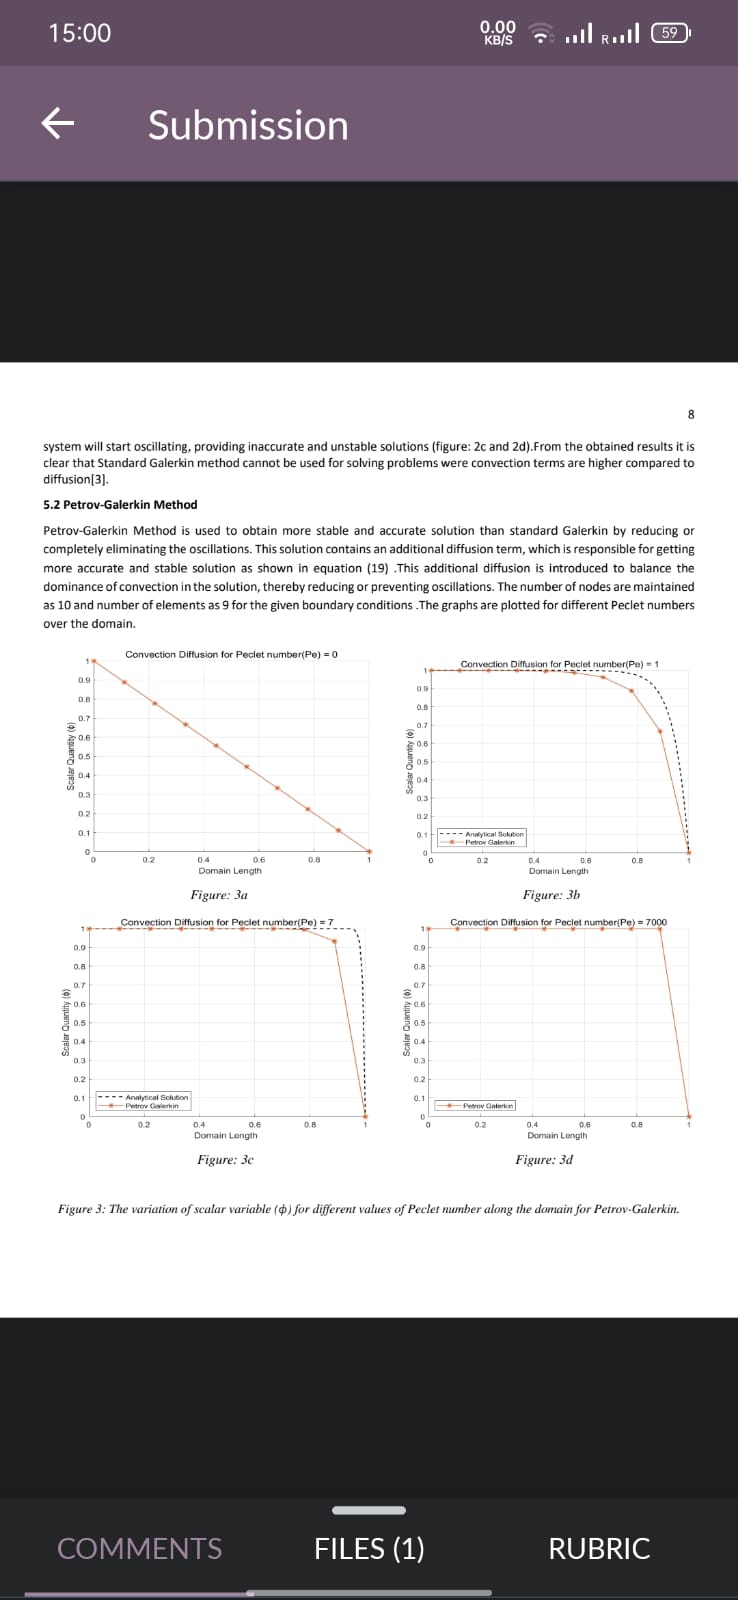 15:00
0.00
KB/S
R
59
Submission
8
system will start oscillating, providing inaccurate and unstable solutions (figure: 2c and 2d).From the obtained results it is
clear that Standard Galerkin method cannot be used for solving problems were convection terms are higher compared to
diffusion[3].
5.2 Petrov-Galerkin Method
Petrov-Galerkin Method is used to obtain more stable and accurate solution than standard Galerkin by reducing or
completely eliminating the oscillations. This solution contains an additional diffusion term, which is responsible for getting
more accurate and stable solution as shown in equation (19) .This additional diffusion is introduced to balance the
dominance of convection in the solution, thereby reducing or preventing oscillations. The number of nodes are maintained
as 10 and number of elements as 9 for the given boundary conditions .The graphs are plotted for different Peclet numbers
over the domain.
Convection Diffusion for Peclet number(Pe) = 0
1
0.9
0.8
0.7
0.6
0.5
0.4
0.3
0.2
0.1
0
Scalar Quantity (ϕ)
0 0.2 0.4 0.6 0.8 1
Domain Length
Figure: 3a
Convection Diffusion for Peclet number(Pe) = 1
1
0.9
0.8
0.7
0.6
0.5
0.4
0.3
0.2
0.1
0
Scalar Quantity (ϕ)
Analytical Solution
Petrov Galerkin
0 0.2 0.4 0.6 0.8 1
Domain Length
Figure: 3b
Convection Diffusion for Peclet number(Pe) = 7
1
0.9
0.8
0.7
0.6
0.5
0.4
0.3
0.2
0.1
0
Scalar Quantity (ϕ)
Analytical Solution
Petrov Galerkin
0 0.2 0.4 0.6 0.8 1
Domain Length
Figure: 3c
Convection Diffusion for Peclet number(Pe) = 7000
1
0.9
0.8
0.7
0.6
0.5
0.4
0.3
0.2
0.1
0
Scalar Quantity (ϕ)
Petrov Galerkin
0 0.2 0.4 0.6 0.8 1
Domain Length
Figure: 3d
Figure 3: The variation of scalar variable (ϕ) for different values of Peclet number along the domain for Petrov-Galerkin.
COMMENTS
FILES (1)
RUBRIC